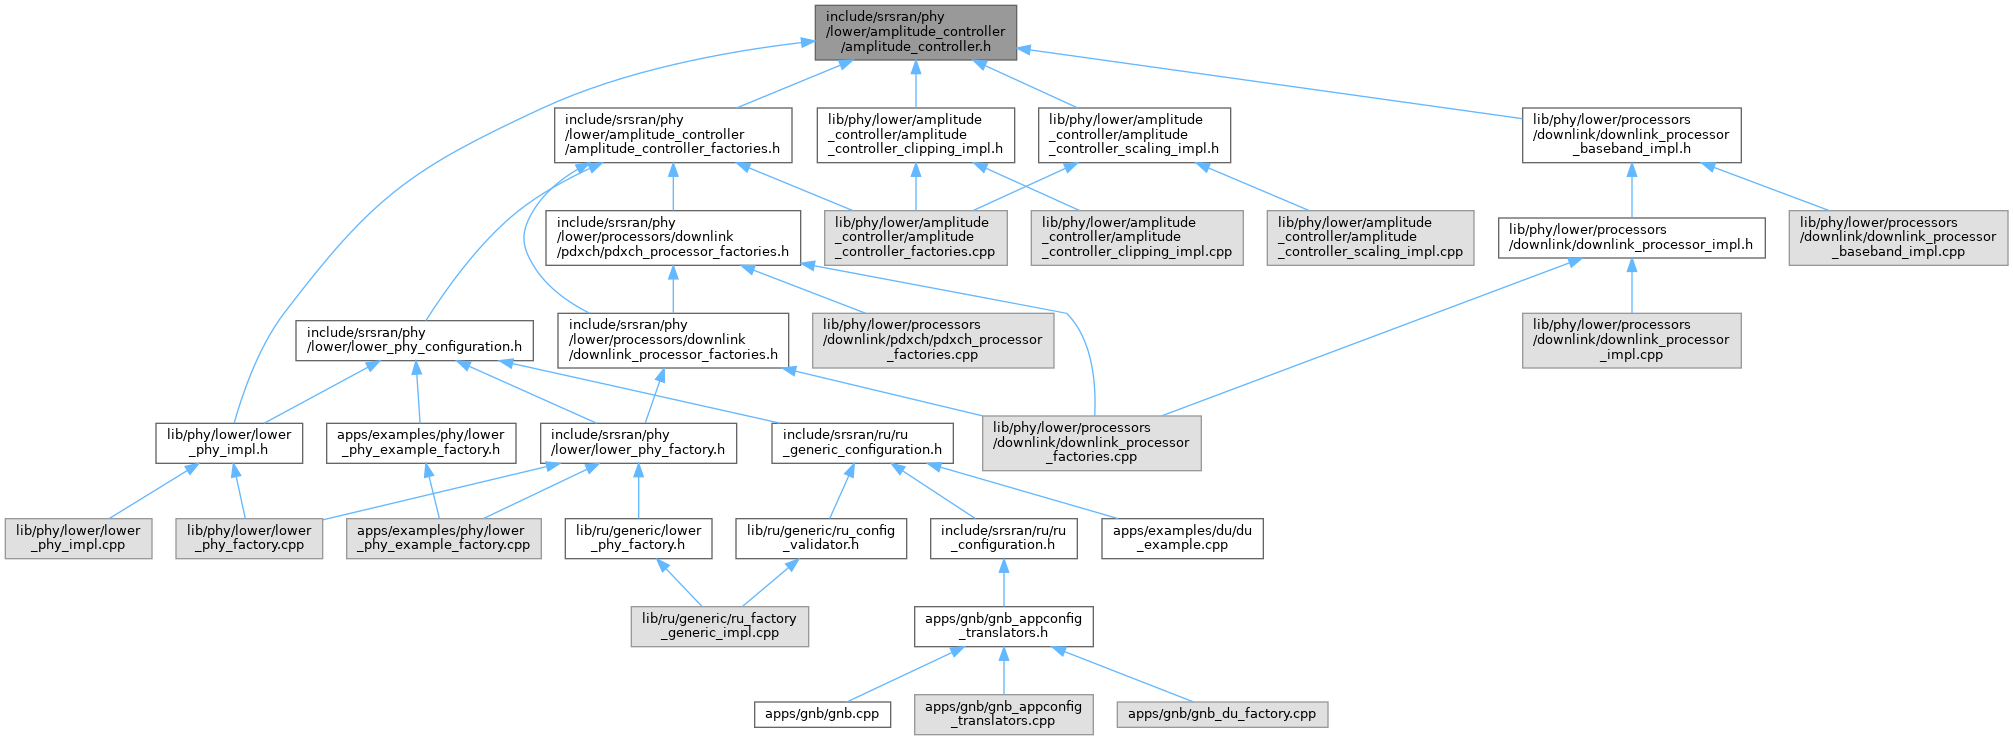 include/srsran/phy
/lower/amplitude_controller
/amplitude_controller.h
include/srsran/phy
/lower/amplitude_controller
/amplitude_controller_factories.h
lib/phy/lower/amplitude
_controller/amplitude
_controller_clipping_impl.h
lib/phy/lower/amplitude
_controller/amplitude
_controller_scaling_impl.h
lib/phy/lower/processors
/downlink/downlink_processor
_baseband_impl.h
include/srsran/phy
/lower/processors/downlink
/pdxch/pdxch_processor_factories.h
lib/phy/lower/amplitude
_controller/amplitude
_controller_factories.cpp
lib/phy/lower/amplitude
_controller/amplitude
_controller_clipping_impl.cpp
lib/phy/lower/amplitude
_controller/amplitude
_controller_scaling_impl.cpp
lib/phy/lower/processors
/downlink/downlink_processor_impl.h
lib/phy/lower/processors
/downlink/downlink_processor
_baseband_impl.cpp
include/srsran/phy
/lower/lower_phy_configuration.h
include/srsran/phy
/lower/processors/downlink
/downlink_processor_factories.h
lib/phy/lower/processors
/downlink/pdxch/pdxch_processor
_factories.cpp
lib/phy/lower/processors
/downlink/downlink_processor
_impl.cpp
lib/phy/lower/lower
_phy_impl.h
apps/examples/phy/lower
_phy_example_factory.h
include/srsran/phy
/lower/lower_phy_factory.h
include/srsran/ru/ru
_generic_configuration.h
lib/phy/lower/processors
/downlink/downlink_processor
_factories.cpp
lib/phy/lower/lower
_phy_impl.cpp
lib/phy/lower/lower
_phy_factory.cpp
apps/examples/phy/lower
_phy_example_factory.cpp
lib/ru/generic/lower
_phy_factory.h
lib/ru/generic/ru_config
_validator.h
include/srsran/ru/ru
_configuration.h
apps/examples/du/du
_example.cpp
lib/ru/generic/ru_factory
_generic_impl.cpp
apps/gnb/gnb_appconfig
_translators.h
apps/gnb/gnb.cpp
apps/gnb/gnb_appconfig
_translators.cpp
apps/gnb/gnb_du_factory.cpp